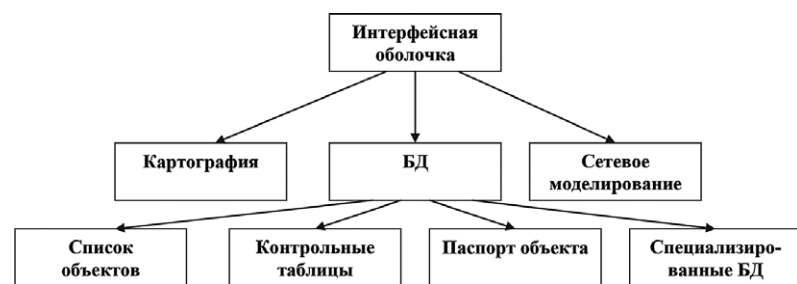 Интерфейсная
оболочка
Картография
БД
Сетевое
моделирование
Список
объектов
Контрольные
таблицы
Паспорт объекта
Специализиро-
ванные БД